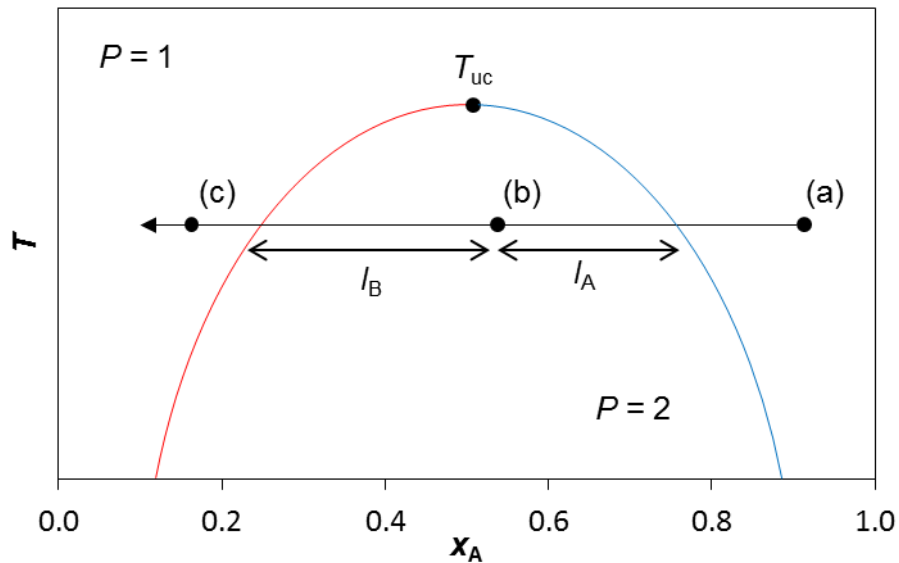 P = 1
T_uc
(c) (b) (a)
T
l_B l_A
P = 2
0.0 0.2 0.4 0.6 0.8 1.0
x_A